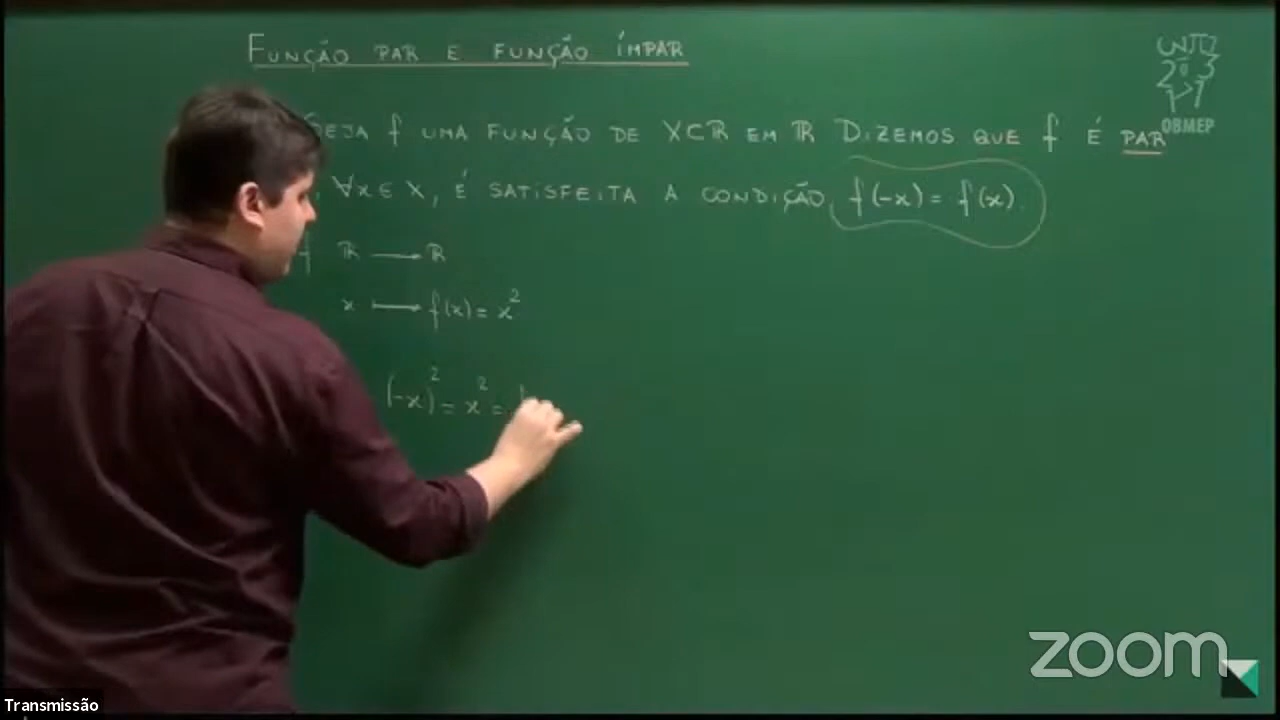 FUNÇÃO PAR E FUNÇÃO ÍMPAR
SEJA f UMA FUNÇÃO DE X⊂ℝ EM ℝ DIZEMOS QUE f É PAR
∀x ∈ X, É SATISFEITA A CONDIÇÃO f(-x) = f(x).
f ℝ → ℝ
x ↦ f(x) = x²
(-x)² = x² =
OBMEP
zoom
Transmissão